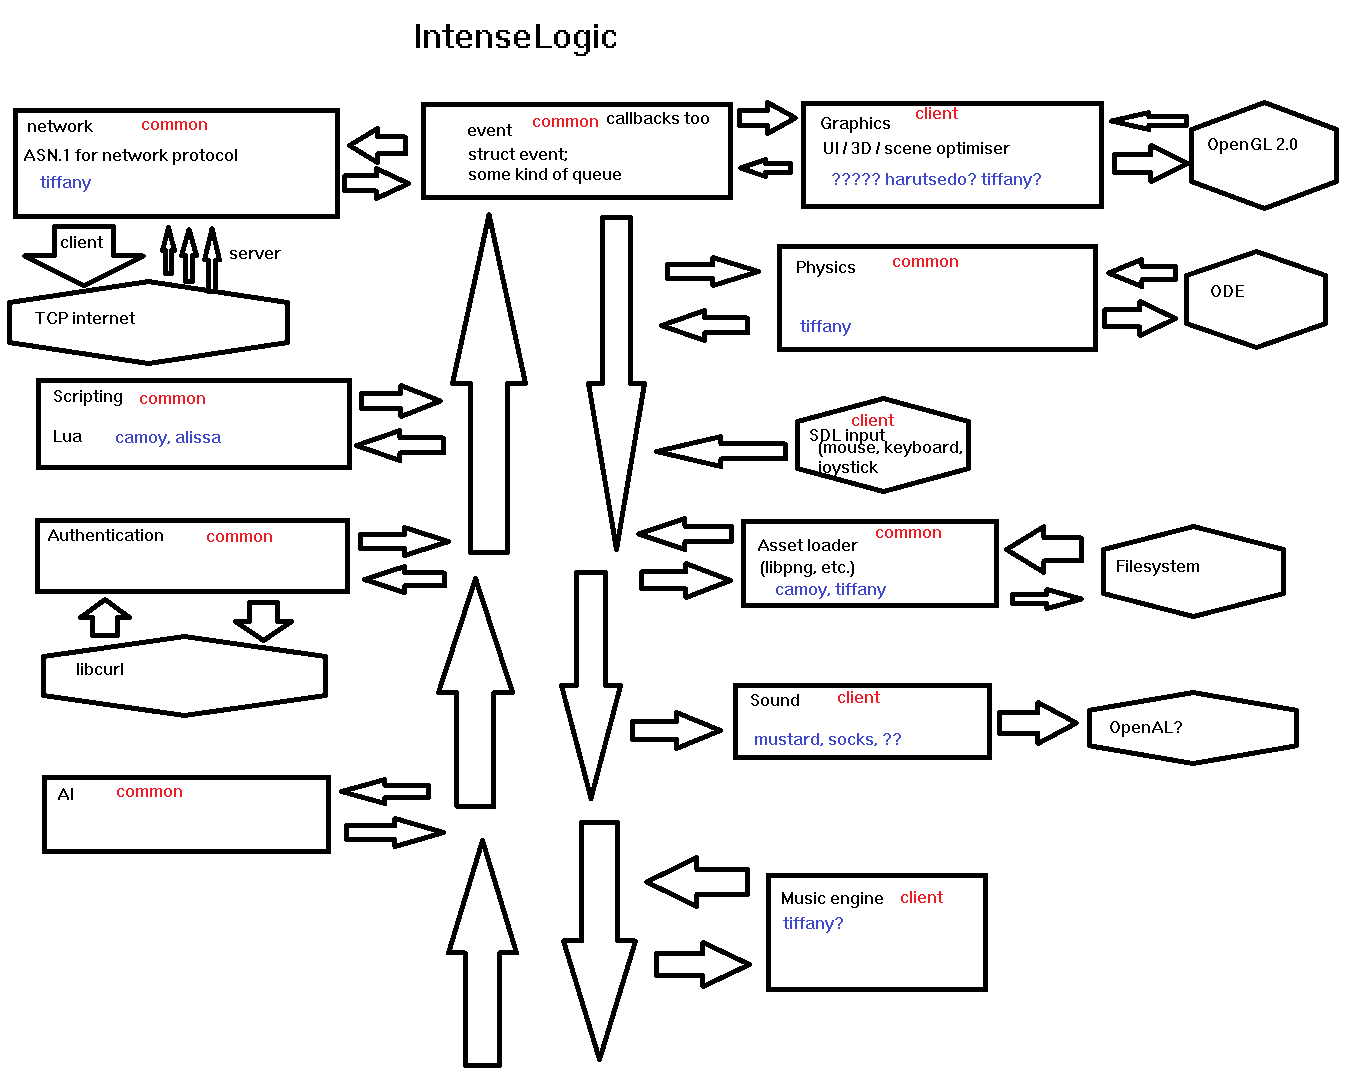 IntenseLogic
network common
ASN.1 for network protocol
tiffany
client
server
TCP internet
event common callbacks too
struct event;
some kind of queue
Graphics client
UI / 3D / scene optimiser
????? harutsedo? tiffany?
OpenGL 2.0
Physics common
tiffany
ODE
Scripting common
Lua camoy, alissa
client
SDL input
(mouse, keyboard,
joystick
Authentication common
libcurl
Asset loader common
(libpng, etc.)
camoy, tiffany
Filesystem
Sound client
mustard, socks, ??
OpenAL?
AI common
Music engine client
tiffany?